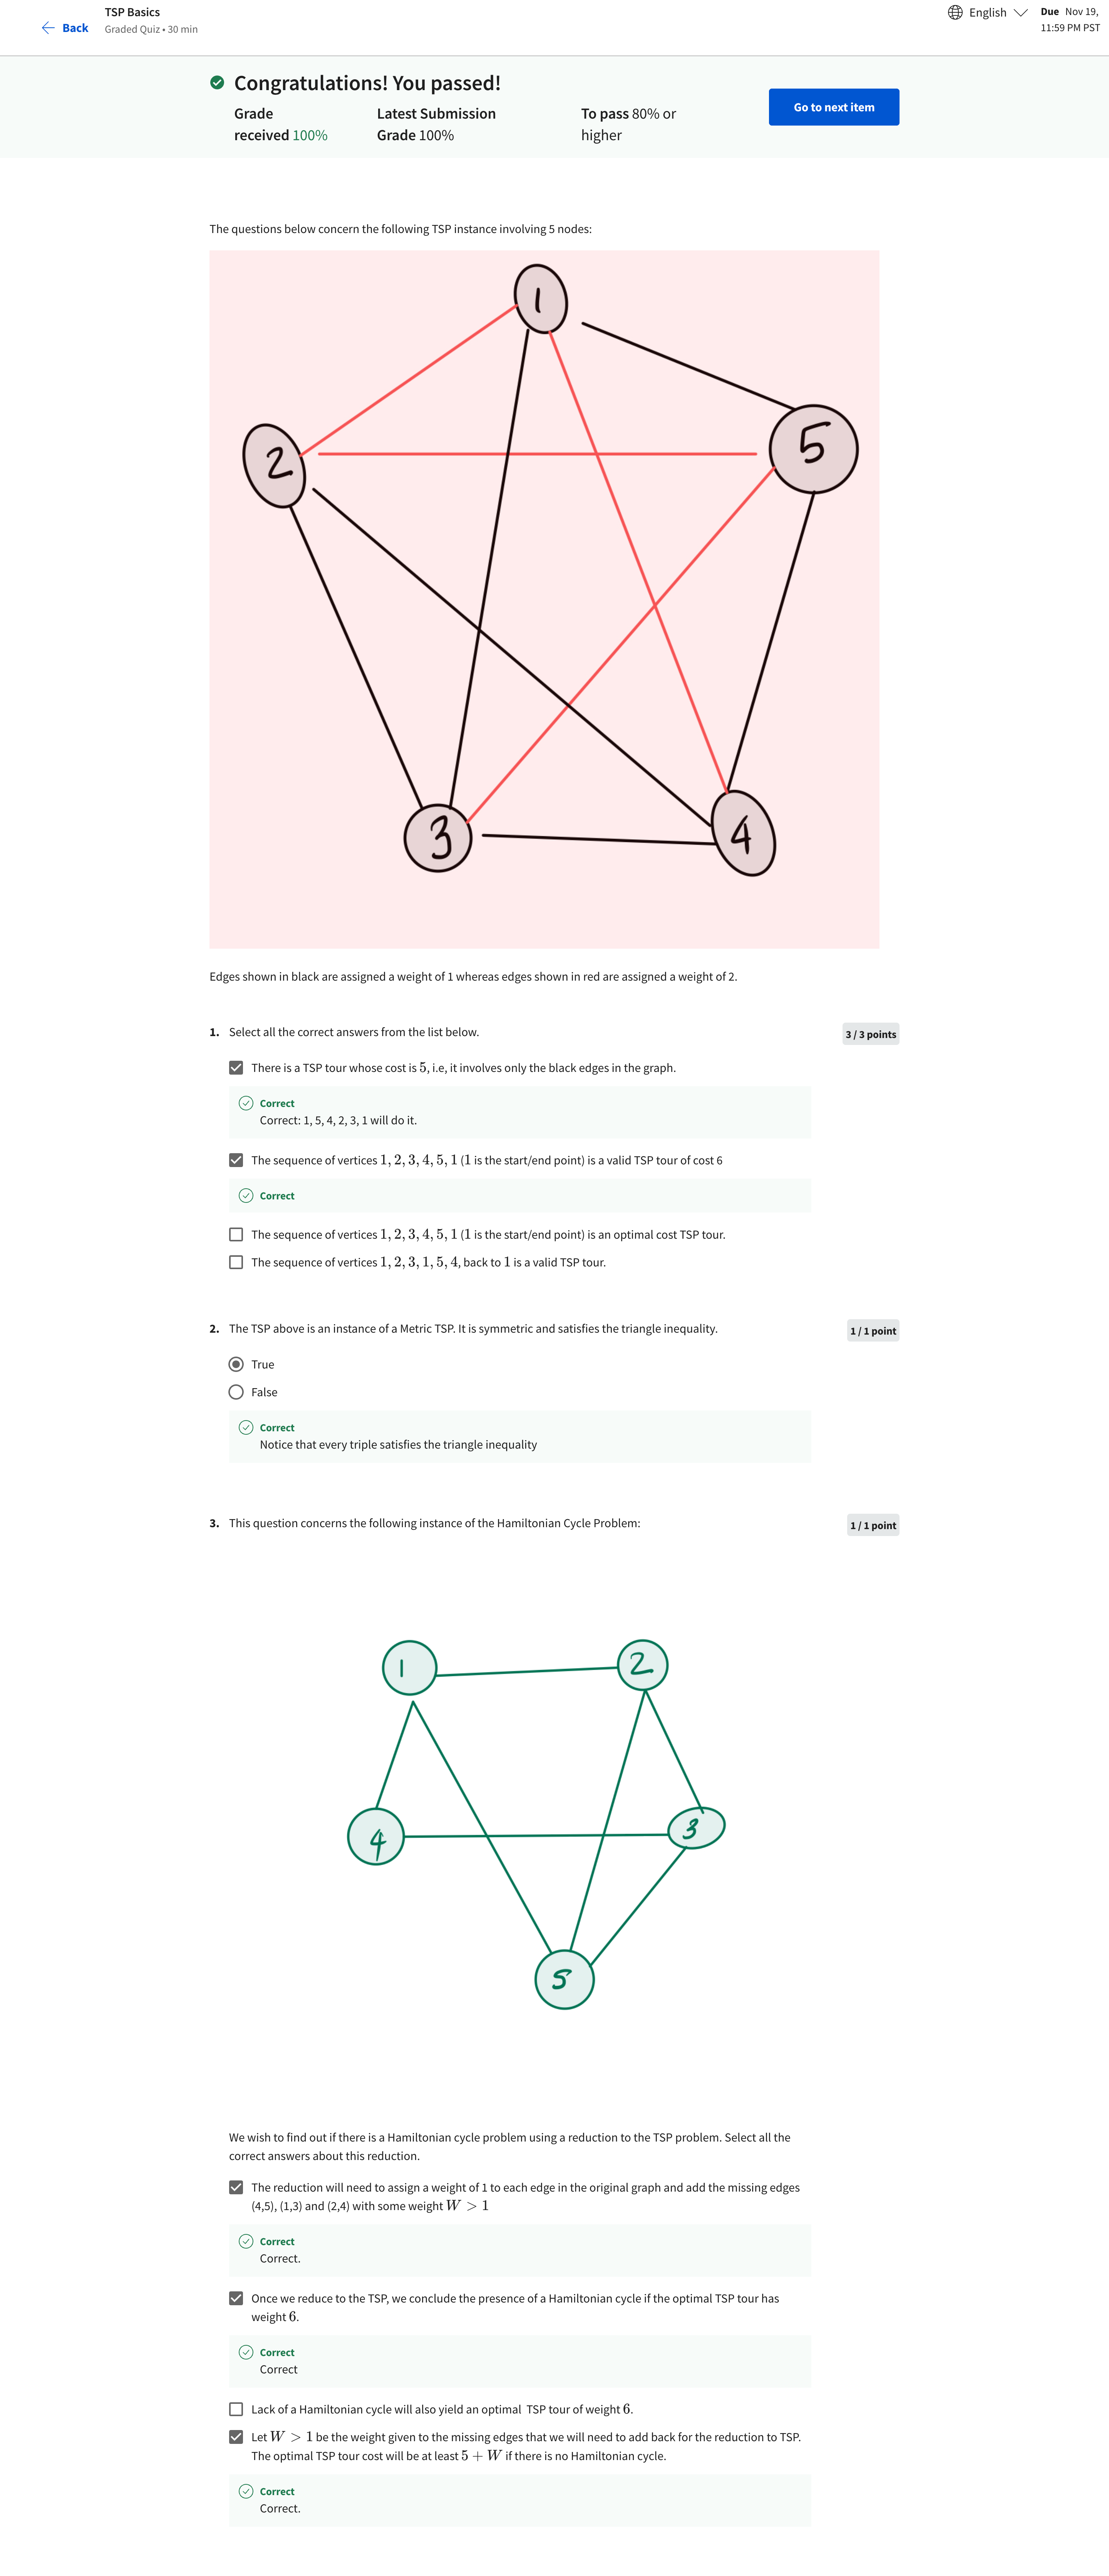 Back
TSP Basics
Graded Quiz • 30 min
English
Due Nov 19,
11:59 PM PST
Congratulations! You passed!
Grade
received 100%
Latest Submission
Grade 100%
To pass 80% or
higher
Go to next item
The questions below concern the following TSP instance involving 5 nodes:
1
2
5
3
4
Edges shown in black are assigned a weight of 1 whereas edges shown in red are assigned a weight of 2.
1. Select all the correct answers from the list below.
3 / 3 points
There is a TSP tour whose cost is 5, i.e, it involves only the black edges in the graph.
Correct
Correct: 1, 5, 4, 2, 3, 1 will do it.
The sequence of vertices 1, 2, 3, 4, 5, 1 (1 is the start/end point) is a valid TSP tour of cost 6
Correct
The sequence of vertices 1, 2, 3, 4, 5, 1 (1 is the start/end point) is an optimal cost TSP tour.
The sequence of vertices 1, 2, 3, 1, 5, 4, back to 1 is a valid TSP tour.
2. The TSP above is an instance of a Metric TSP. It is symmetric and satisfies the triangle inequality.
1 / 1 point
True
False
Correct
Notice that every triple satisfies the triangle inequality
3. This question concerns the following instance of the Hamiltonian Cycle Problem:
1 / 1 point
1
2
4
3
5
We wish to find out if there is a Hamiltonian cycle problem using a reduction to the TSP problem. Select all the
correct answers about this reduction.
The reduction will need to assign a weight of 1 to each edge in the original graph and add the missing edges
(4,5), (1,3) and (2,4) with some weight W > 1
Correct
Correct.
Once we reduce to the TSP, we conclude the presence of a Hamiltonian cycle if the optimal TSP tour has
weight 6.
Correct
Correct
Lack of a Hamiltonian cycle will also yield an optimal TSP tour of weight 6.
Let W > 1 be the weight given to the missing edges that we will need to add back for the reduction to TSP.
The optimal TSP tour cost will be at least 5 + W if there is no Hamiltonian cycle.
Correct
Correct.